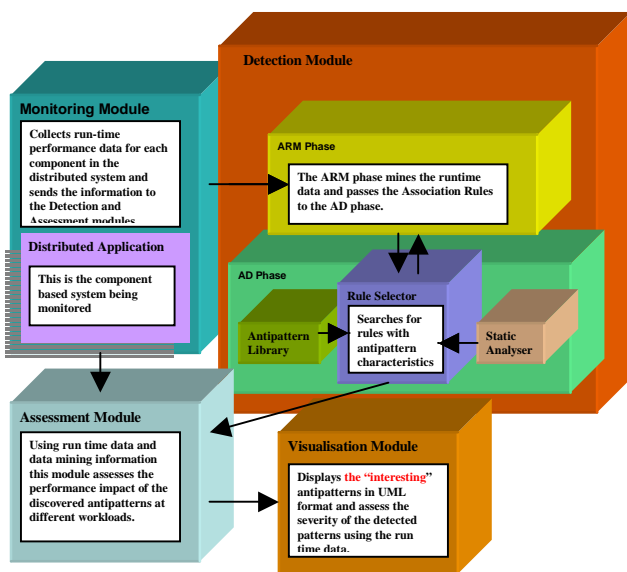 Detection Module
Monitoring Module
Collects run-time
performance data for each
component in the
distributed system and
sends the information to
the Detection and
Assessment modules
Distributed Application
This is the component
based system being
monitored
ARM Phase
The ARM phase mines the runtime
data and passes the Association Rules
to the AD phase.
AD Phase
Rule Selector
Searches for
rules with
antipattern
characteristics
Antipattern
Library
Static
Analyser
Assessment Module
Using run time data and
data mining information
this module assesses the
performance impact of the
discovered antipatterns at
different workloads.
Visualisation Module
Displays the “interesting”
antipatterns in UML
format and assess the
severity of the detected
patterns using the run
time data.